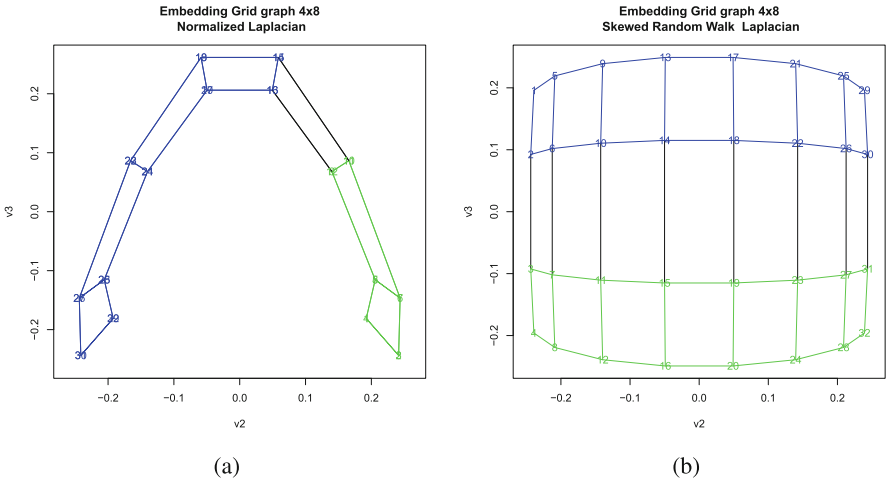 Embedding Grid graph 4x8
Normalized Laplacian
v3
0.2
0.1
0.0
−0.1
−0.2
24
4
−0.2 −0.1 0.0 0.1 0.2
v2
(a)
Embedding Grid graph 4x8
Skewed Random Walk Laplacian
v3
0.2
0.1
0.0
−0.1
−0.2
1 5 9 13 17 21 25 29
2 6 10 14 18 22 26 30
3 7 11 15 19 23 27 31
4 8 12 16 20 24 28 32
−0.2 −0.1 0.0 0.1 0.2
v2
(b)